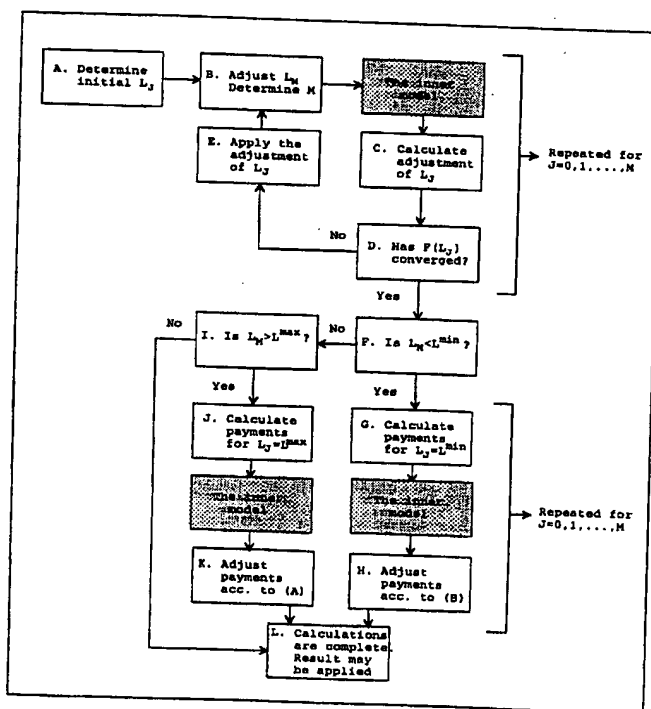 A. Determine
initial L_J
B. Adjust L_M
Determine M
The inner
model
E. Apply the
adjustment
of L_J
C. Calculate
adjustment
of L_J
Repeated for
J=0,1,...,M
No
D. Has F(L_J)
converged?
Yes
No
I. Is L_M>L^max?
No
F. Is L_M<L^min?
Yes
Yes
J. Calculate
payments
for L_J=L^max
G. Calculate
payments
for L_J=L^min
The inner
model
The inner
model
Repeated for
J=0,1,...,M
K. Adjust
payments
acc. to (A)
H. Adjust
payments
acc. to (B)
L. Calculations
are complete.
Result may
be applied